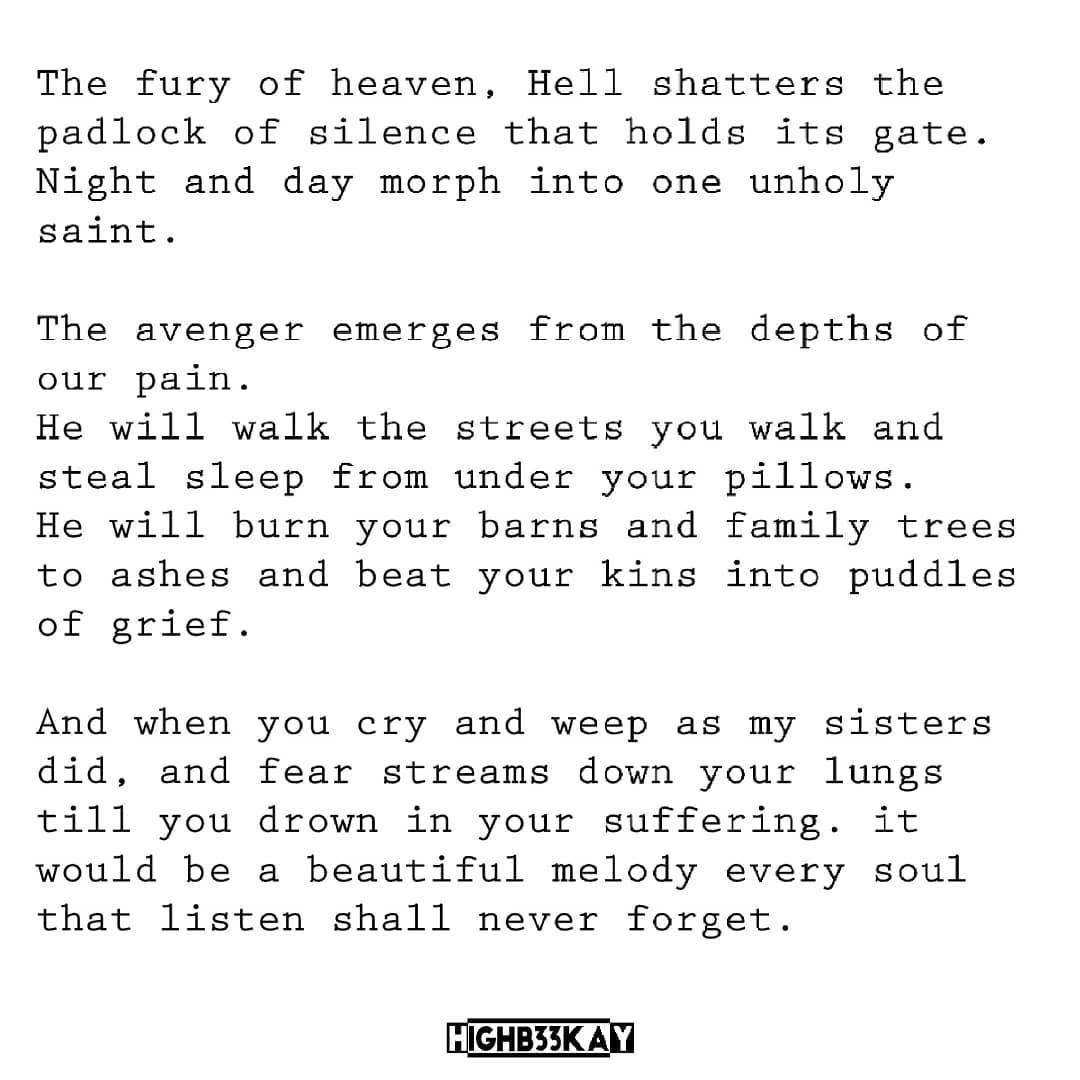 The fury of heaven, Hell shatters the
padlock of silence that holds its gate.
Night and day morph into one unholy
saint.
The avenger emerges from the depths of
our pain.
He will walk the streets you walk and
steal sleep from under your pillows.
He will burn your barns and family trees
to ashes and beat your kins into puddles
of grief.
And when you cry and weep as my sisters
did, and fear streams down your lungs
till you drown in your suffering. it
would be a beautiful melody every soul
that listen shall never forget.
HIGHB33KAY